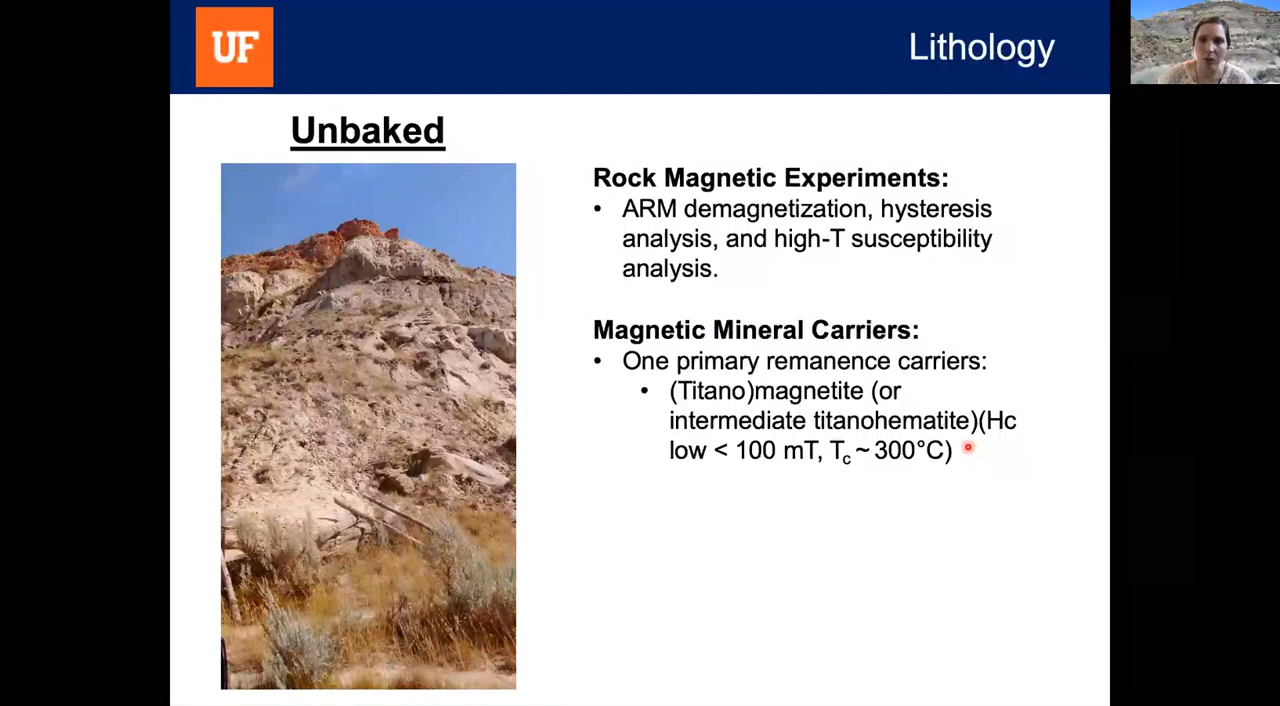 UF
Lithology
Unbaked
Rock Magnetic Experiments:
• ARM demagnetization, hysteresis
analysis, and high-T susceptibility
analysis.
Magnetic Mineral Carriers:
• One primary remanence carriers:
• (Titano)magnetite (or
intermediate titanohematite)(Hc
low < 100 mT, Tc ~ 300°C)